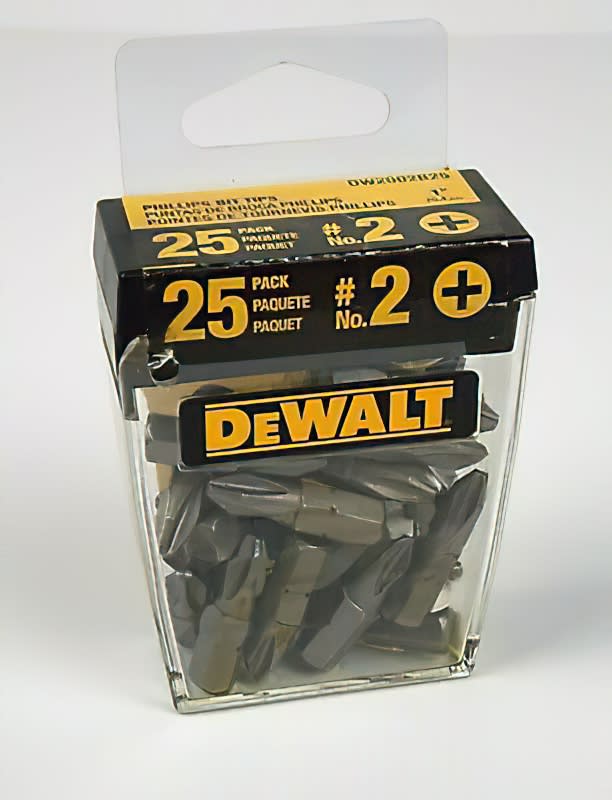 DW2002B25
PHILLIPS BIT TIPS 1"
PUNTAS DE BROCA PHILLIPS
POINTES DE TOURNEVIS PHILLIPS
25 PACK PAQUETE PAQUET # No. 2
25 PACK PAQUETE PAQUET # No. 2
DEWALT